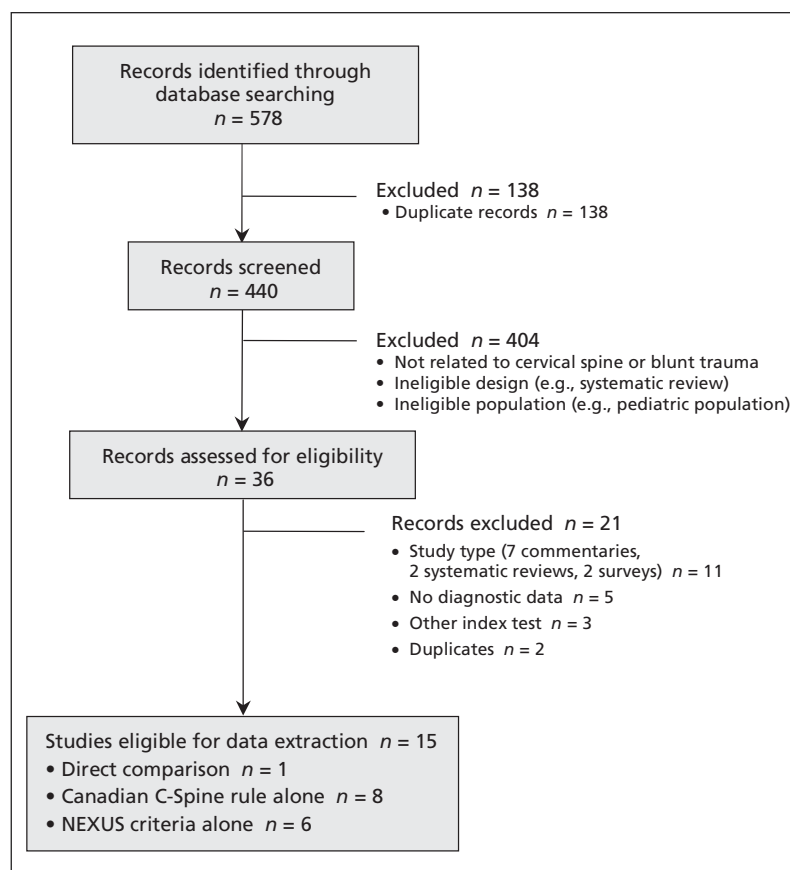 Records identified through
database searching
n = 578
Excluded n = 138
• Duplicate records n = 138
Records screened
n = 440
Excluded n = 404
• Not related to cervical spine or blunt trauma
• Ineligible design (e.g., systematic review)
• Ineligible population (e.g., pediatric population)
Records assessed for eligibility
n = 36
Records excluded n = 21
• Study type (7 commentaries,
2 systematic reviews, 2 surveys) n = 11
• No diagnostic data n = 5
• Other index test n = 3
• Duplicates n = 2
Studies eligible for data extraction n = 15
• Direct comparison n = 1
• Canadian C-Spine rule alone n = 8
• NEXUS criteria alone n = 6